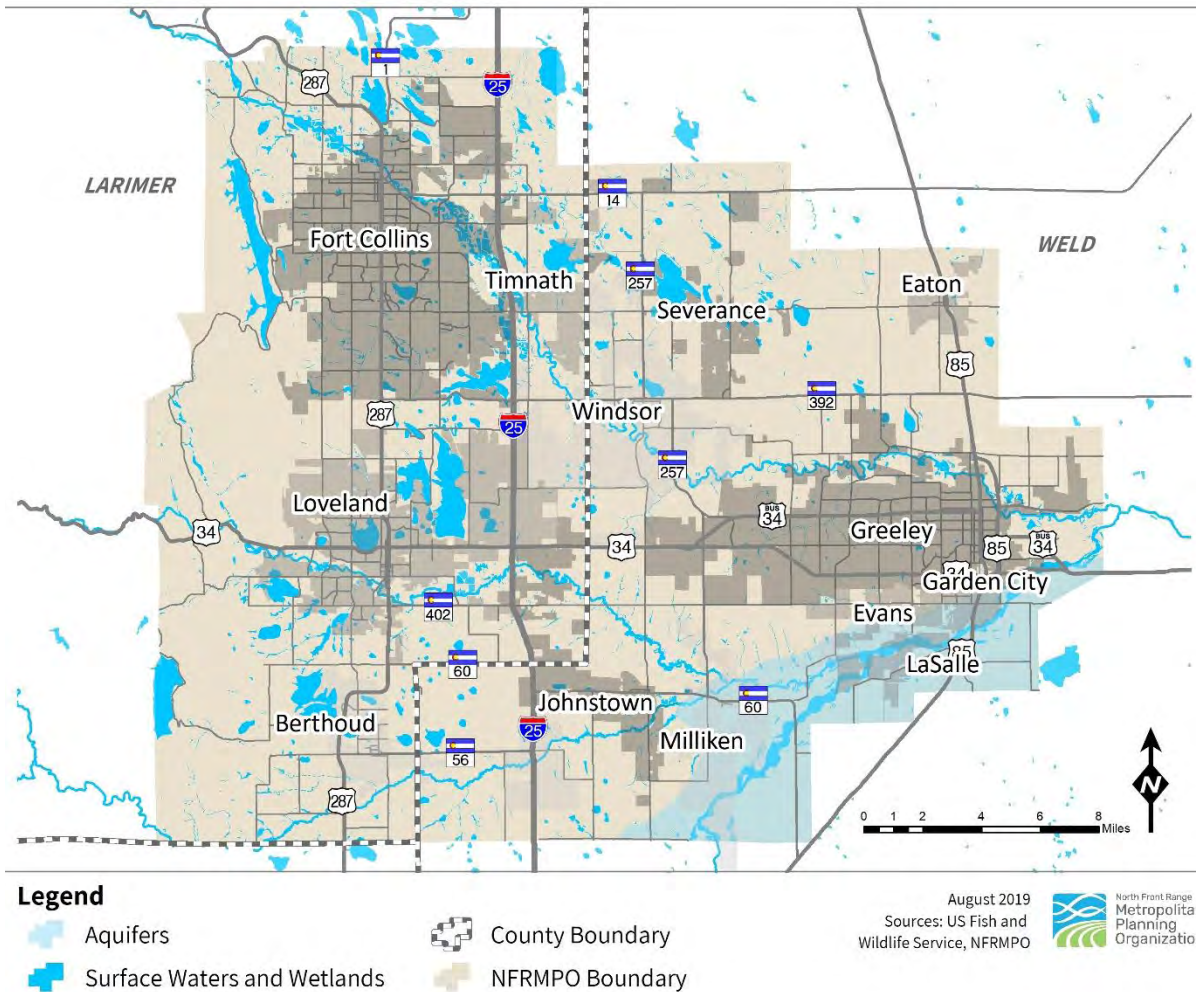 287
1
25
LARIMER
14
Fort Collins
WELD
Timnath
257
Eaton
Severance
85
287
392
25
Windsor
257
Loveland
BUS
34
34
Greeley
34
85
BUS
34
34
Garden City
402
Evans
60
LaSalle
85
60
Johnstown
Berthoud
25
Milliken
56
N
287
0 1 2 4 6 8
Miles
Legend
Aquifers
Surface Waters and Wetlands
County Boundary
NFRMPO Boundary
August 2019
Sources: US Fish and
Wildlife Service, NFRMPO
North Front Range
Metropolita
Planning
Organizatio